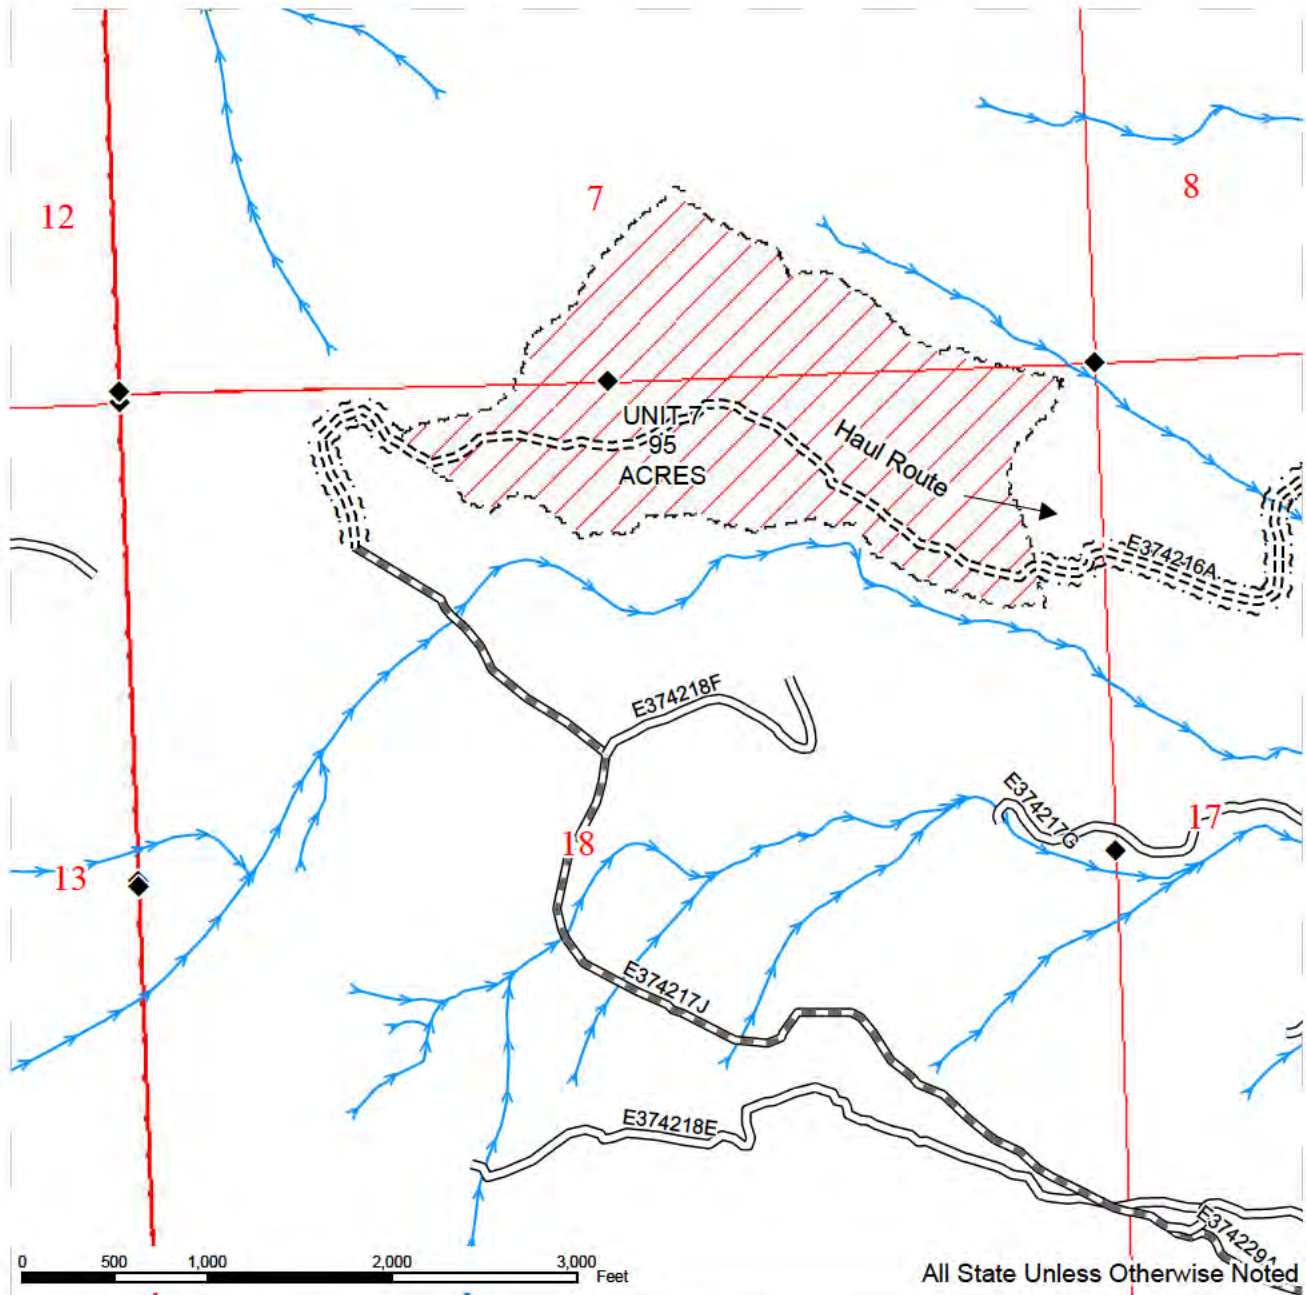 7
8
12
UNIT 7
95
ACRES
Haul Route
E374216A
E374218F
E374217G
17
18
13
E374217J
E374218E
E374229A
0 500 1,000 2,000 3,000
Feet
All State Unless Otherwise Noted